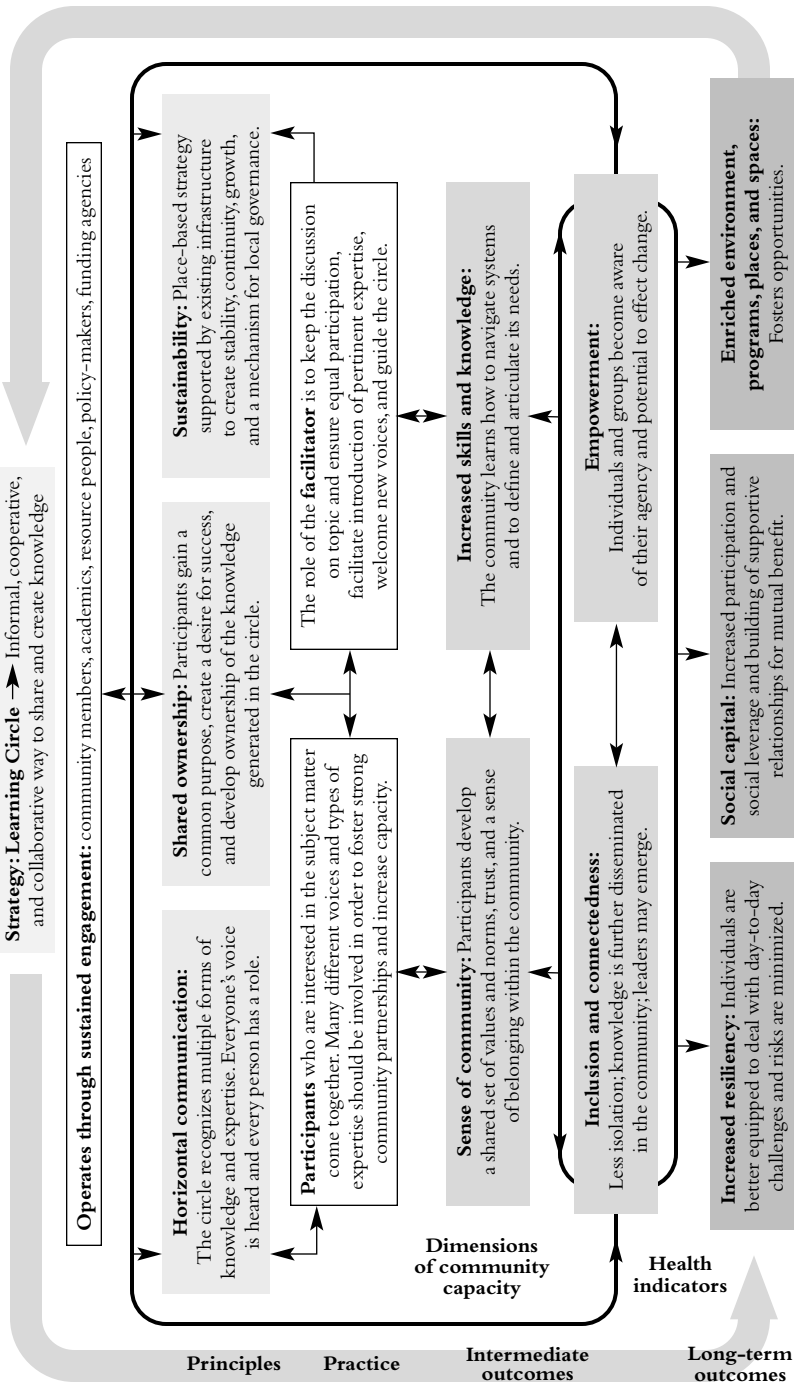 Strategy: Learning Circle → Informal, cooperative,
and collaborative way to share and create knowledge
Operates through sustained engagement: community members, academics, resource people, policy-makers, funding agencies
Principles
Horizontal communication:
The circle recognizes multiple forms of
knowledge and expertise. Everyone's voice
is heard and every person has a role.
Shared ownership: Participants gain a
common purpose, create a desire for success,
and develop ownership of the knowledge
generated in the circle.
Sustainability: Place-based strategy
supported by existing infrastructure
to create stability, continuity, growth,
and a mechanism for local governance.
Practice
Participants who are interested in the subject matter
come together. Many different voices and types of
expertise should be involved in order to foster strong
community partnerships and increase capacity.
The role of the facilitator is to keep the discussion
on topic and ensure equal participation,
facilitate introduction of pertinent expertise,
welcome new voices, and guide the circle.
Dimensions
of community
capacity
Intermediate
outcomes
Sense of community: Participants develop
a shared set of values and norms, trust, and a sense
of belonging within the community.
Increased skills and knowledge:
The commuity learns how to navigate systems
and to define and articulate its needs.
Inclusion and connectedness:
Less isolation; knowledge is further disseminated
in the community; leaders may emerge.
Empowerment:
Individuals and groups become aware
of their agency and potential to effect change.
Health
indicators
Long-term
outcomes
Increased resiliency: Individuals are
better equipped to deal with day-to-day
challenges and risks are minimized.
Social capital: Increased participation and
social leverage and building of supportive
relationships for mutual benefit.
Enriched environment,
programs, places, and spaces:
Fosters opportunities.